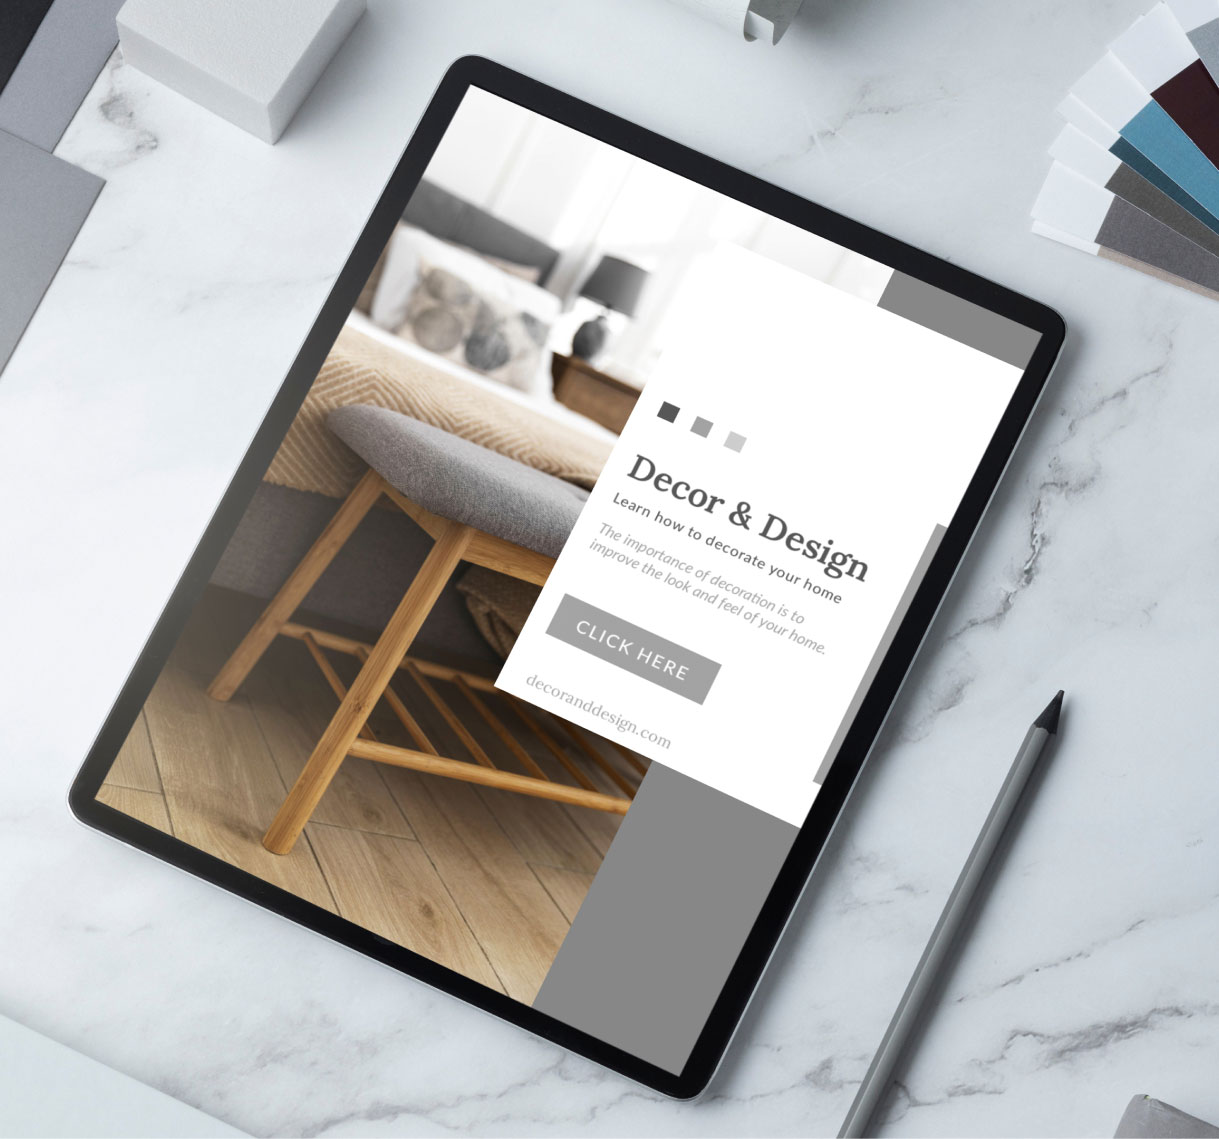 Decor & Design
Learn how to decorate your home
The importance of decoration is to
improve the look and feel of your home.
CLICK HERE
decoranddesign.com